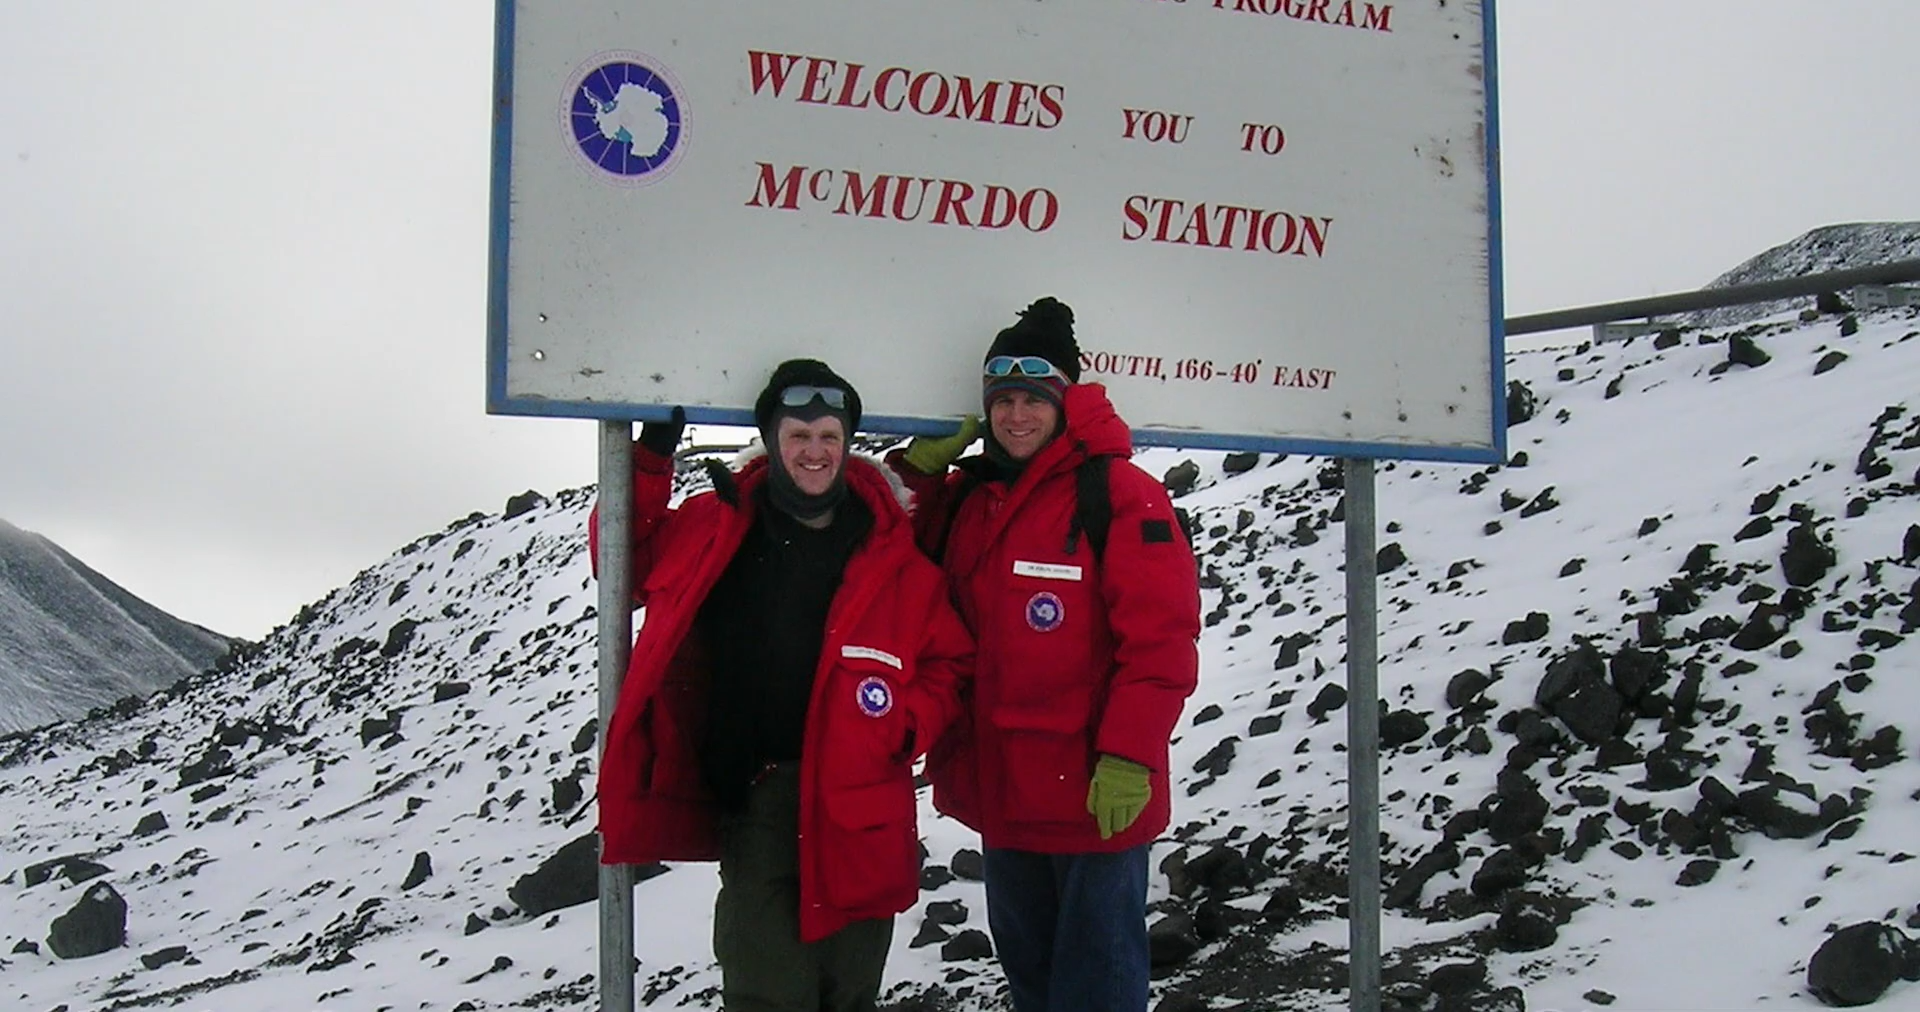 PROGRAM
WELCOMES YOU TO
McMURDO STATION
SOUTH, 166-40' EAST